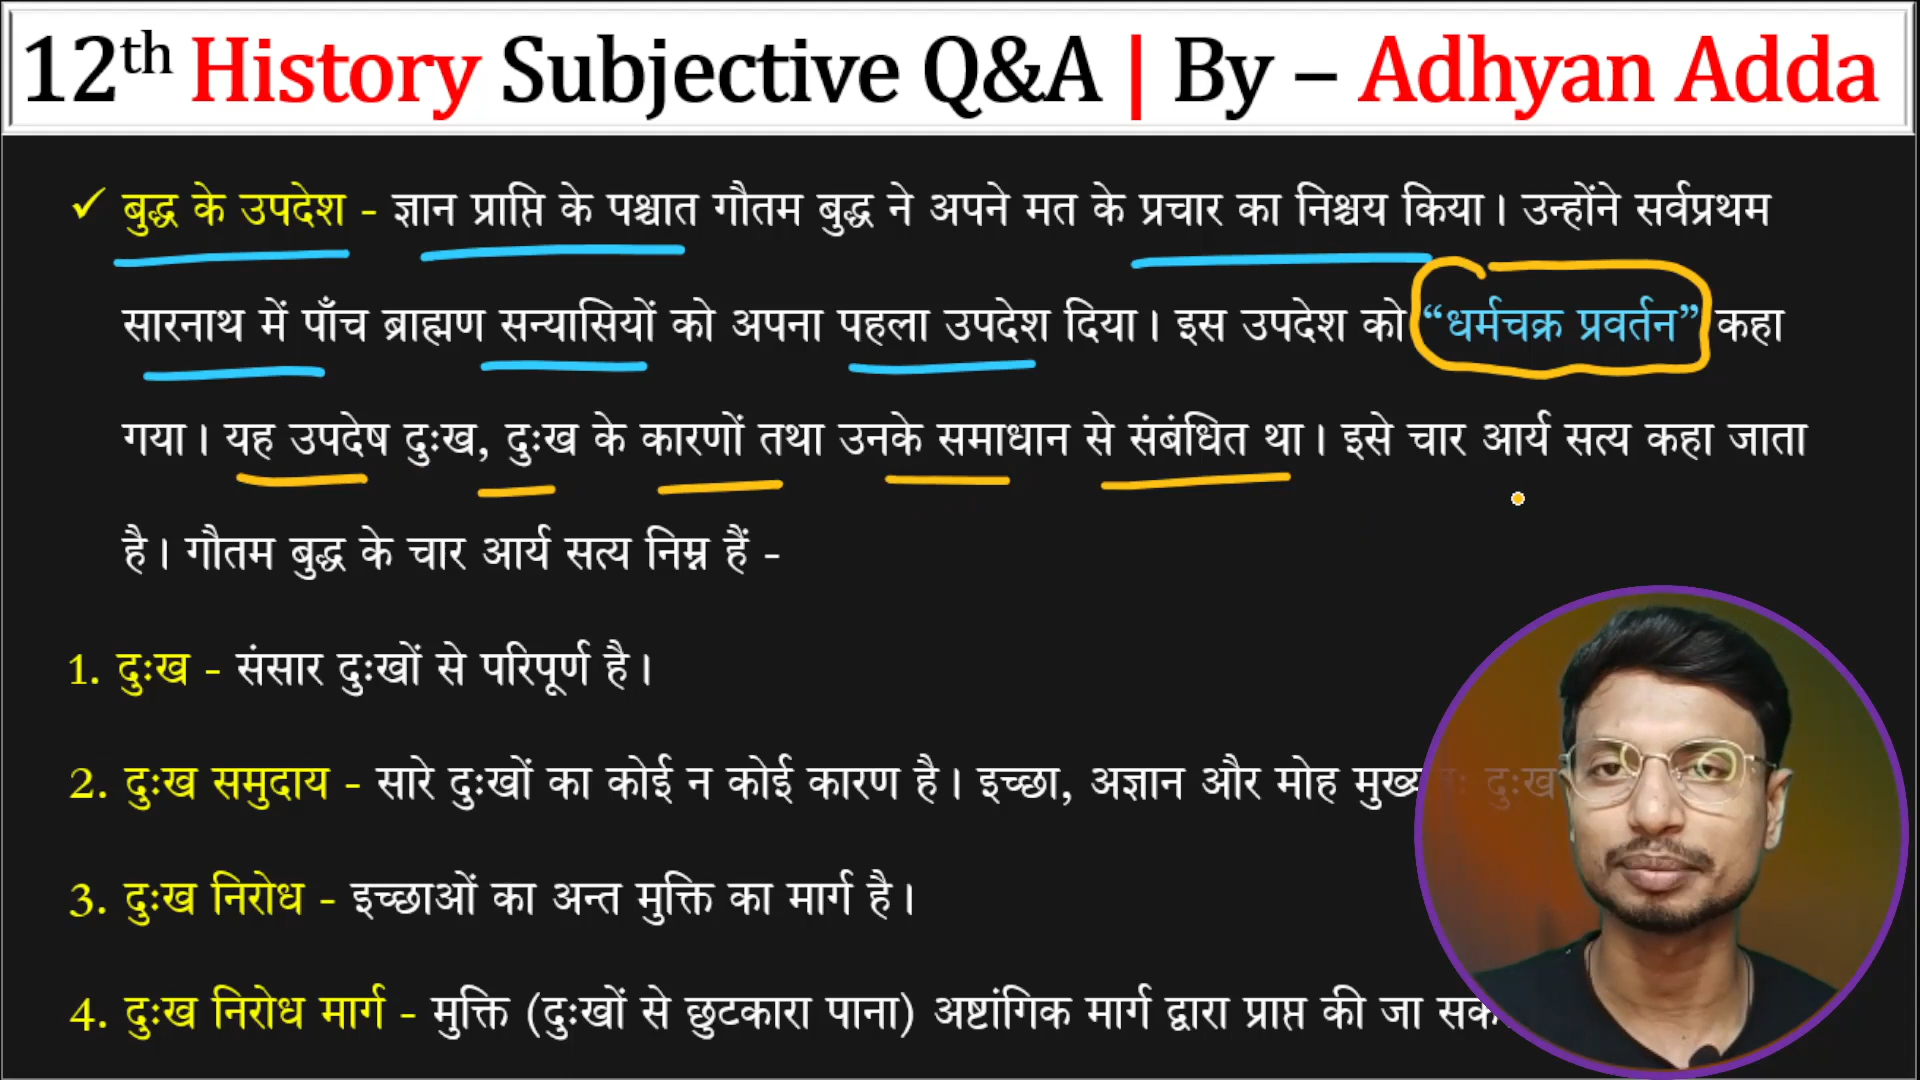 12th History Subjective Q&A | By – Adhyan Adda
✓ बुद्ध के उपदेश - ज्ञान प्राप्ति के पश्चात गौतम बुद्ध ने अपने मत के प्रचार का निश्चय किया। उन्होंने सर्वप्रथम
सारनाथ में पाँच ब्राह्मण सन्यासियों को अपना पहला उपदेश दिया। इस उपदेश को “धर्मचक्र प्रवर्तन” कहा
गया। यह उपदेष दुःख, दुःख के कारणों तथा उनके समाधान से संबंधित था। इसे चार आर्य सत्य कहा जाता
है। गौतम बुद्ध के चार आर्य सत्य निम्न हैं -
1. दुःख - संसार दुःखों से परिपूर्ण है।
2. दुःख समुदाय - सारे दुःखों का कोई न कोई कारण है। इच्छा, अज्ञान और मोह मुख्यतः दुःख
3. दुःख निरोध - इच्छाओं का अन्त मुक्ति का मार्ग है।
4. दुःख निरोध मार्ग - मुक्ति (दुःखों से छुटकारा पाना) अष्टांगिक मार्ग द्वारा प्राप्त की जा